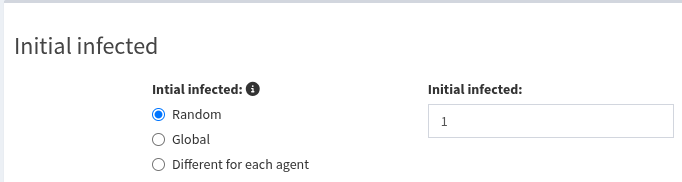 Initial infected
Intial infected:
Initial infected:
Random
1
Global
Different for each agent